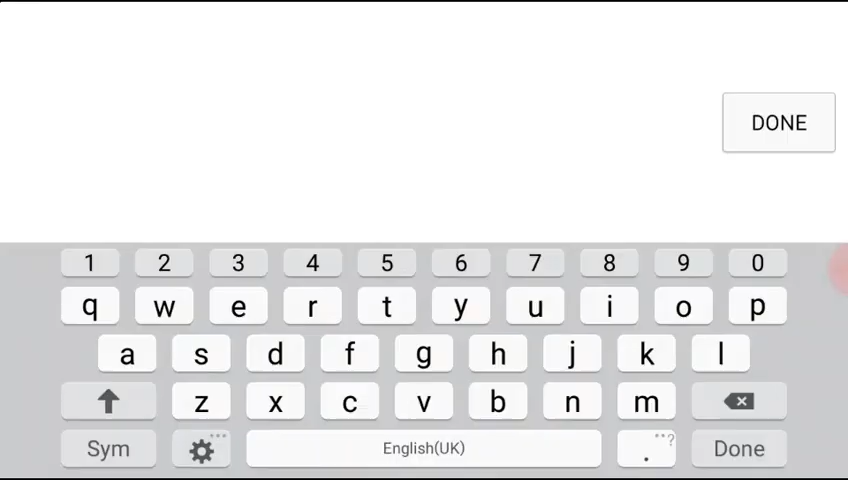 DONE
1 2 3 4 5 6 7 8 9 0
q w e r t y u i o p
a s d f g h j k l
z x c v b n m
Sym English(UK) . ? Done